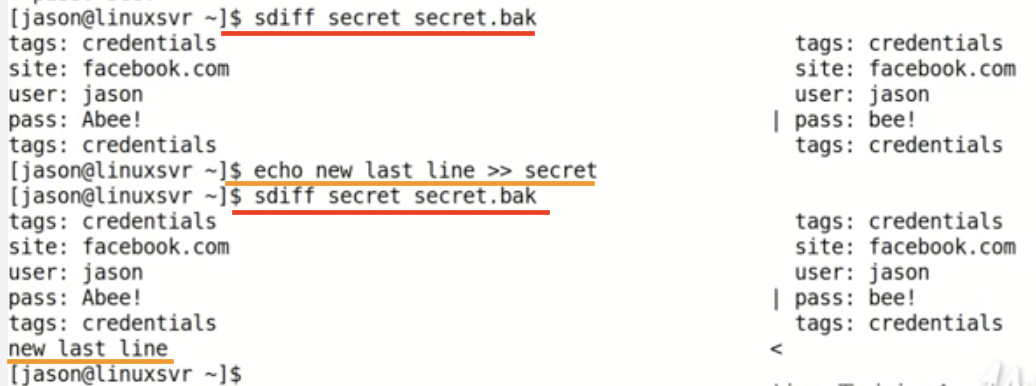 [jason@linuxsvr ~]$ sdiff secret secret.bak
tags: credentials tags: credentials
site: facebook.com site: facebook.com
user: jason user: jason
pass: Abee! | pass: bee!
tags: credentials tags: credentials
[jason@linuxsvr ~]$ echo new last line >> secret
[jason@linuxsvr ~]$ sdiff secret secret.bak
tags: credentials tags: credentials
site: facebook.com site: facebook.com
user: jason user: jason
pass: Abee! | pass: bee!
tags: credentials tags: credentials
new last line <
[jason@linuxsvr ~]$